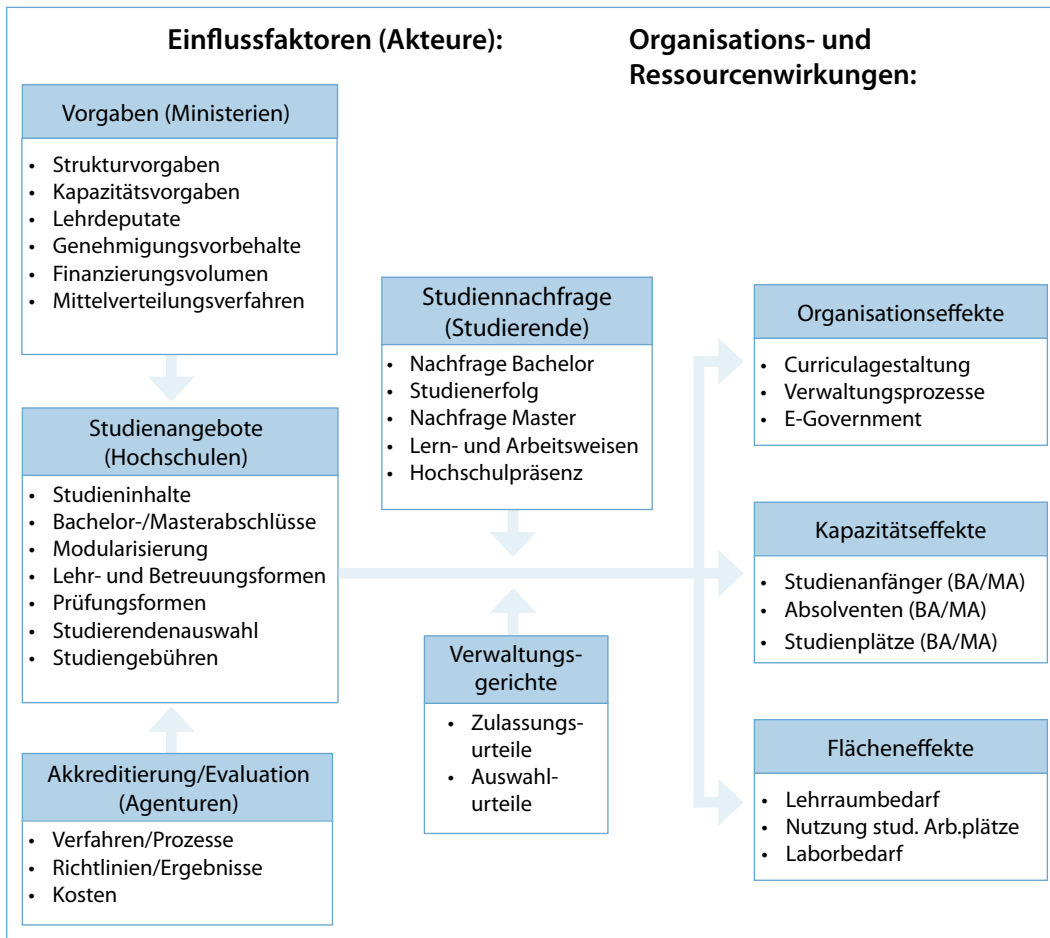 Einflussfaktoren (Akteure):
Organisations- und
Ressourcenwirkungen:
Vorgaben (Ministerien)
• Strukturvorgaben
• Kapazitätsvorgaben
• Lehrdeputate
• Genehmigungsvorbehalte
• Finanzierungsvolumen
• Mittelverteilungsverfahren
Studienangebote
(Hochschulen)
• Studieninhalte
• Bachelor-/Masterabschlüsse
• Modularisierung
• Lehr- und Betreuungsformen
• Prüfungsformen
• Studierendenauswahl
• Studiengebühren
Akkreditierung/Evaluation
(Agenturen)
• Verfahren/Prozesse
• Richtlinien/Ergebnisse
• Kosten
Studiennachfrage
(Studierende)
• Nachfrage Bachelor
• Studienerfolg
• Nachfrage Master
• Lern- und Arbeitsweisen
• Hochschulpräsenz
Verwaltungs-
gerichte
• Zulassungs-
urteile
• Auswahl-
urteile
Organisationseffekte
• Curriculagestaltung
• Verwaltungsprozesse
• E-Government
Kapazitätseffekte
• Studienanfänger (BA/MA)
• Absolventen (BA/MA)
• Studienplätze (BA/MA)
Flächeneffekte
• Lehrraumbedarf
• Nutzung stud. Arb.plätze
• Laborbedarf